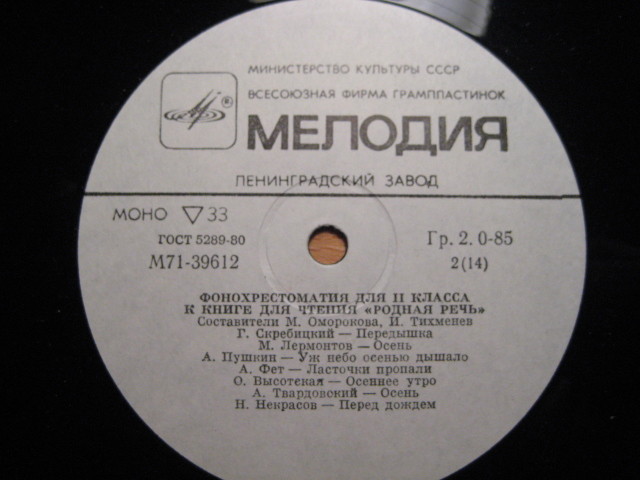 МИНИСТЕРСТВО КУЛЬТУРЫ СССР
ВСЕСОЮЗНАЯ ФИРМА ГРАМПЛАСТИНОК
МЕЛОДИЯ
ЛЕНИНГРАДСКИЙ ЗАВОД
МОНО ▽ 33
ГОСТ 5289-80
Гр. 2. 0-85
М71-39612
2(14)
ФОНОХРЕСТОМАТИЯ ДЛЯ II КЛАССА
К КНИГЕ ДЛЯ ЧТЕНИЯ «РОДНАЯ РЕЧЬ»
Составители М. Оморокова, И. Тихменев
Г. Скребицкий — Передышка
М. Лермонтов — Осень
А. Пушкин — Уж небо осенью дышало
А. Фет — Ласточки пропали
О. Высотская — Осеннее утро
А. Твардовский — Осень
Н. Некрасов — Перед дождем